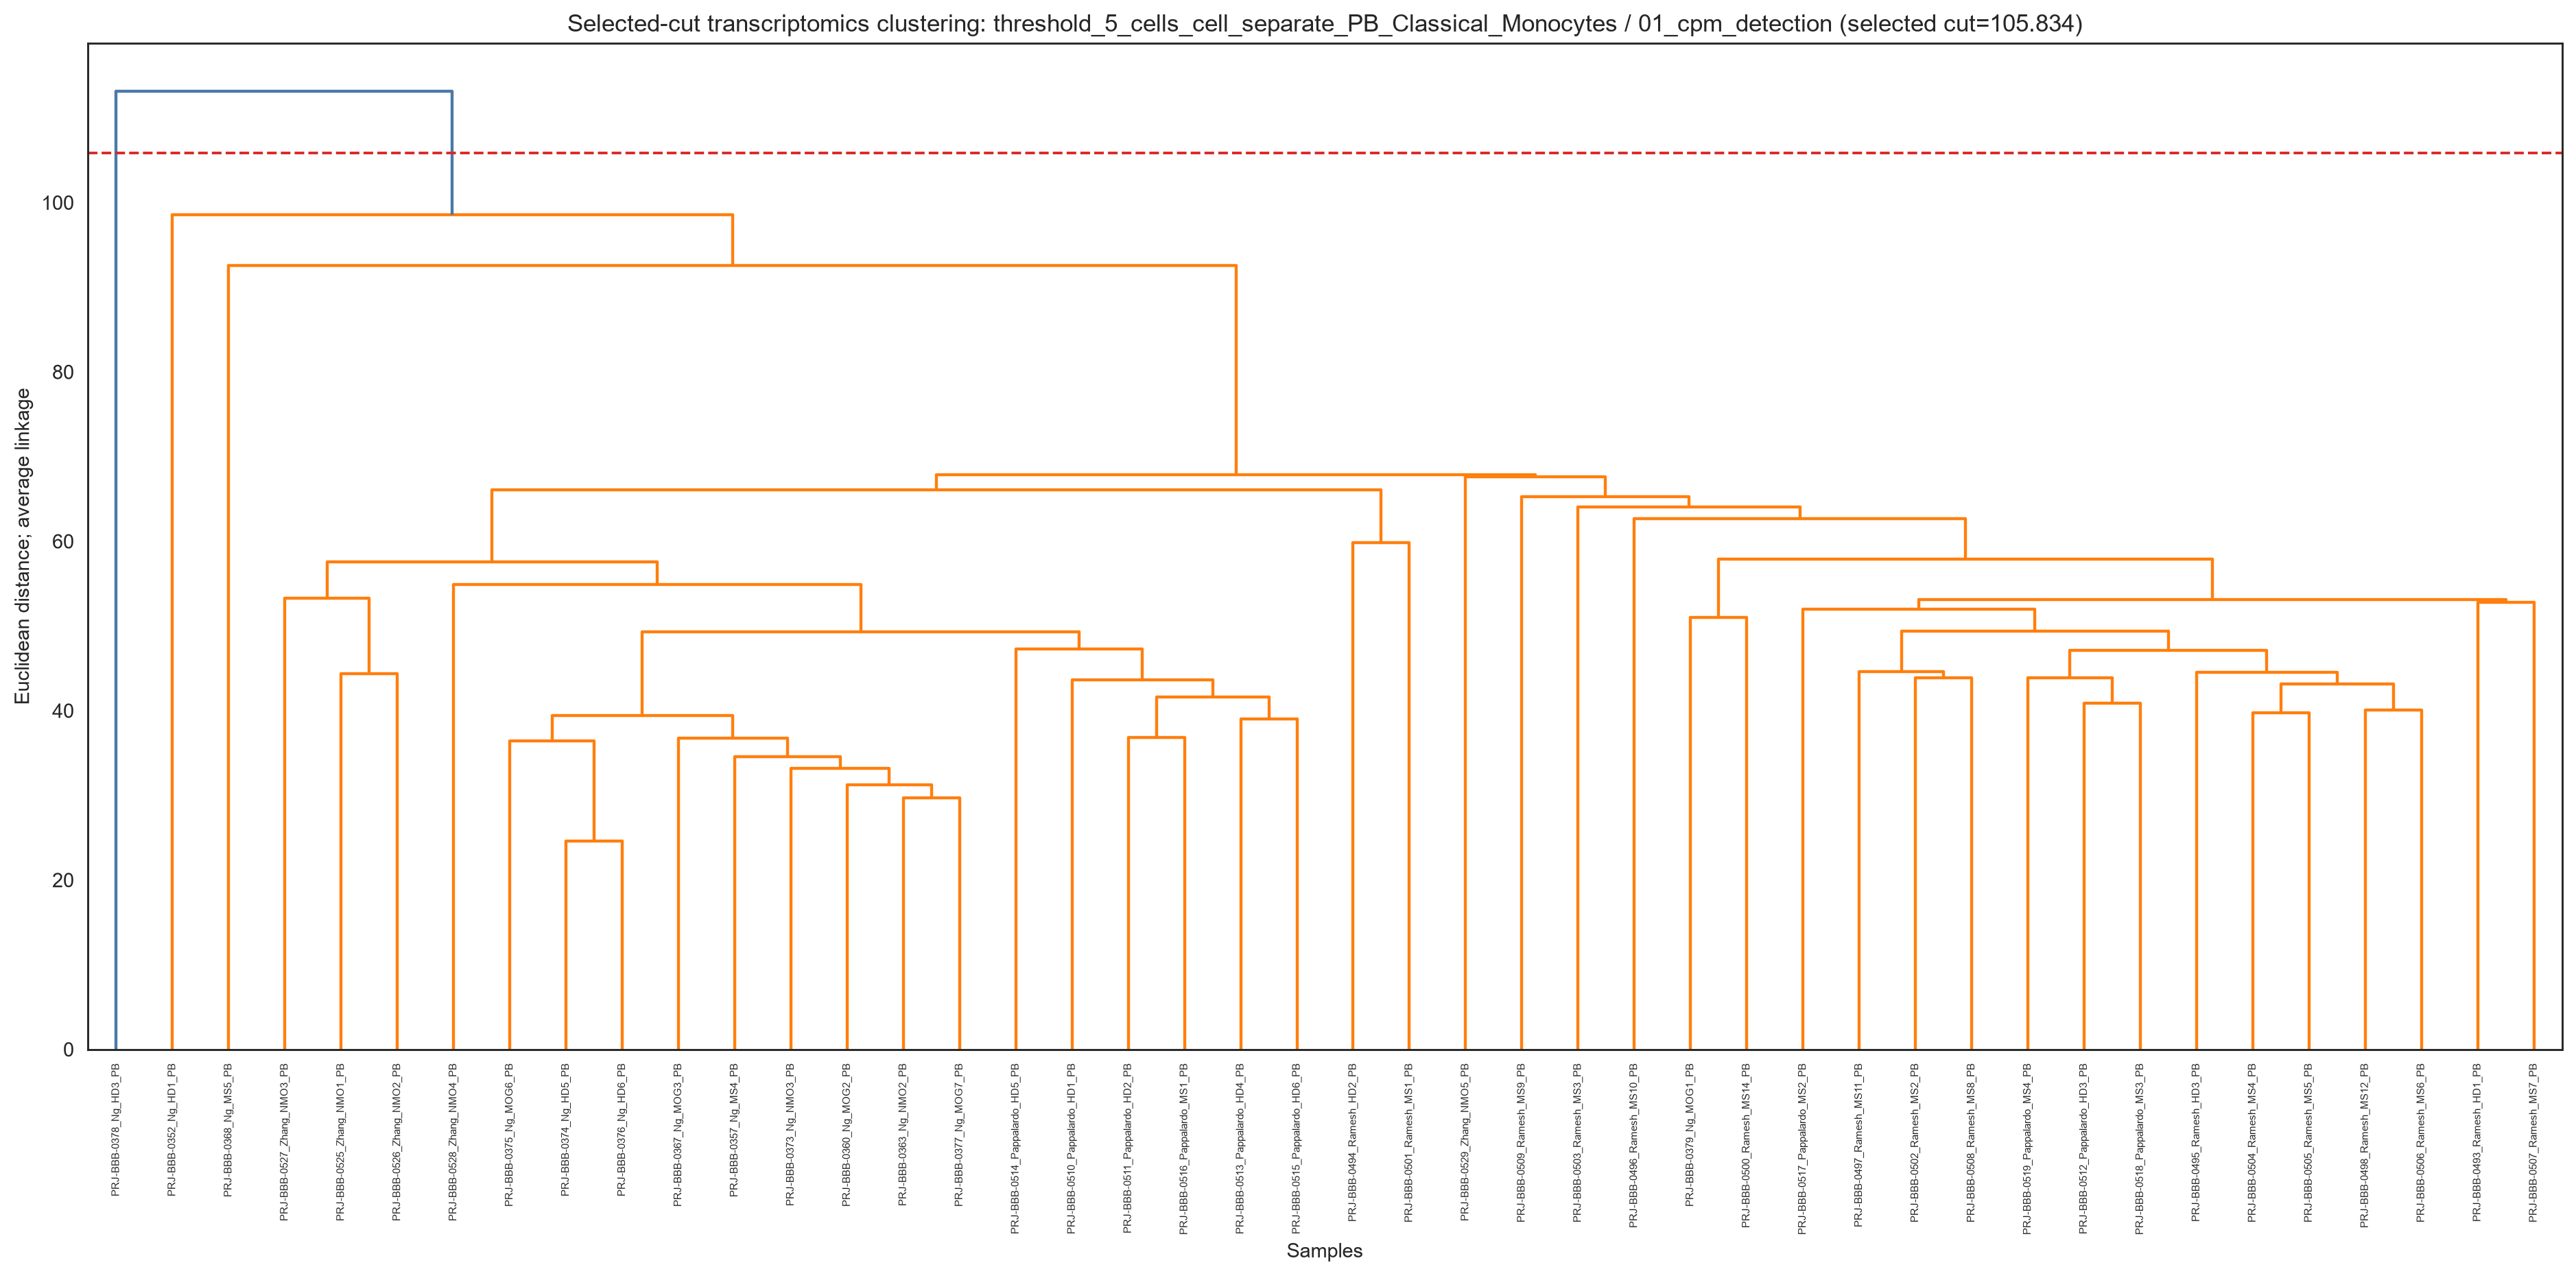 Selected-cut transcriptomics clustering: threshold_5_cells_cell_separate_PB_Classical_Monocytes / 01_cpm_detection (selected cut=105.834)
Euclidean distance; average linkage
100
80
60
40
20
0
PRJ-BBB-0378_Ng_HD3_PB
PRJ-BBB-0352_Ng_HD1_PB
PRJ-BBB-0368_Ng_MS5_PB
PRJ-BBB-0527_Zhang_NMO3_PB
PRJ-BBB-0525_Zhang_NMO1_PB
PRJ-BBB-0526_Zhang_NMO2_PB
PRJ-BBB-0528_Zhang_NMO4_PB
PRJ-BBB-0375_Ng_MOG6_PB
PRJ-BBB-0374_Ng_HD5_PB
PRJ-BBB-0376_Ng_HD6_PB
PRJ-BBB-0367_Ng_MOG3_PB
PRJ-BBB-0357_Ng_MS4_PB
PRJ-BBB-0373_Ng_NMO3_PB
PRJ-BBB-0360_Ng_MOG2_PB
PRJ-BBB-0363_Ng_NMO2_PB
PRJ-BBB-0377_Ng_MOG7_PB
PRJ-BBB-0514_Pappalardo_HD5_PB
PRJ-BBB-0510_Pappalardo_HD1_PB
PRJ-BBB-0511_Pappalardo_HD2_PB
PRJ-BBB-0516_Pappalardo_MS1_PB
PRJ-BBB-0513_Pappalardo_HD4_PB
PRJ-BBB-0515_Pappalardo_HD6_PB
PRJ-BBB-0494_Ramesh_HD2_PB
PRJ-BBB-0501_Ramesh_MS1_PB
PRJ-BBB-0529_Zhang_NMO5_PB
PRJ-BBB-0509_Ramesh_MS9_PB
PRJ-BBB-0503_Ramesh_MS3_PB
PRJ-BBB-0496_Ramesh_MS10_PB
PRJ-BBB-0379_Ng_MOG1_PB
PRJ-BBB-0500_Ramesh_MS14_PB
PRJ-BBB-0517_Pappalardo_MS2_PB
PRJ-BBB-0497_Ramesh_MS11_PB
PRJ-BBB-0502_Ramesh_MS2_PB
PRJ-BBB-0508_Ramesh_MS8_PB
PRJ-BBB-0519_Pappalardo_MS4_PB
PRJ-BBB-0512_Pappalardo_HD3_PB
PRJ-BBB-0518_Pappalardo_MS3_PB
PRJ-BBB-0495_Ramesh_HD3_PB
PRJ-BBB-0504_Ramesh_MS4_PB
PRJ-BBB-0505_Ramesh_MS5_PB
PRJ-BBB-0498_Ramesh_MS12_PB
PRJ-BBB-0506_Ramesh_MS6_PB
PRJ-BBB-0493_Ramesh_HD1_PB
PRJ-BBB-0507_Ramesh_MS7_PB
Samples